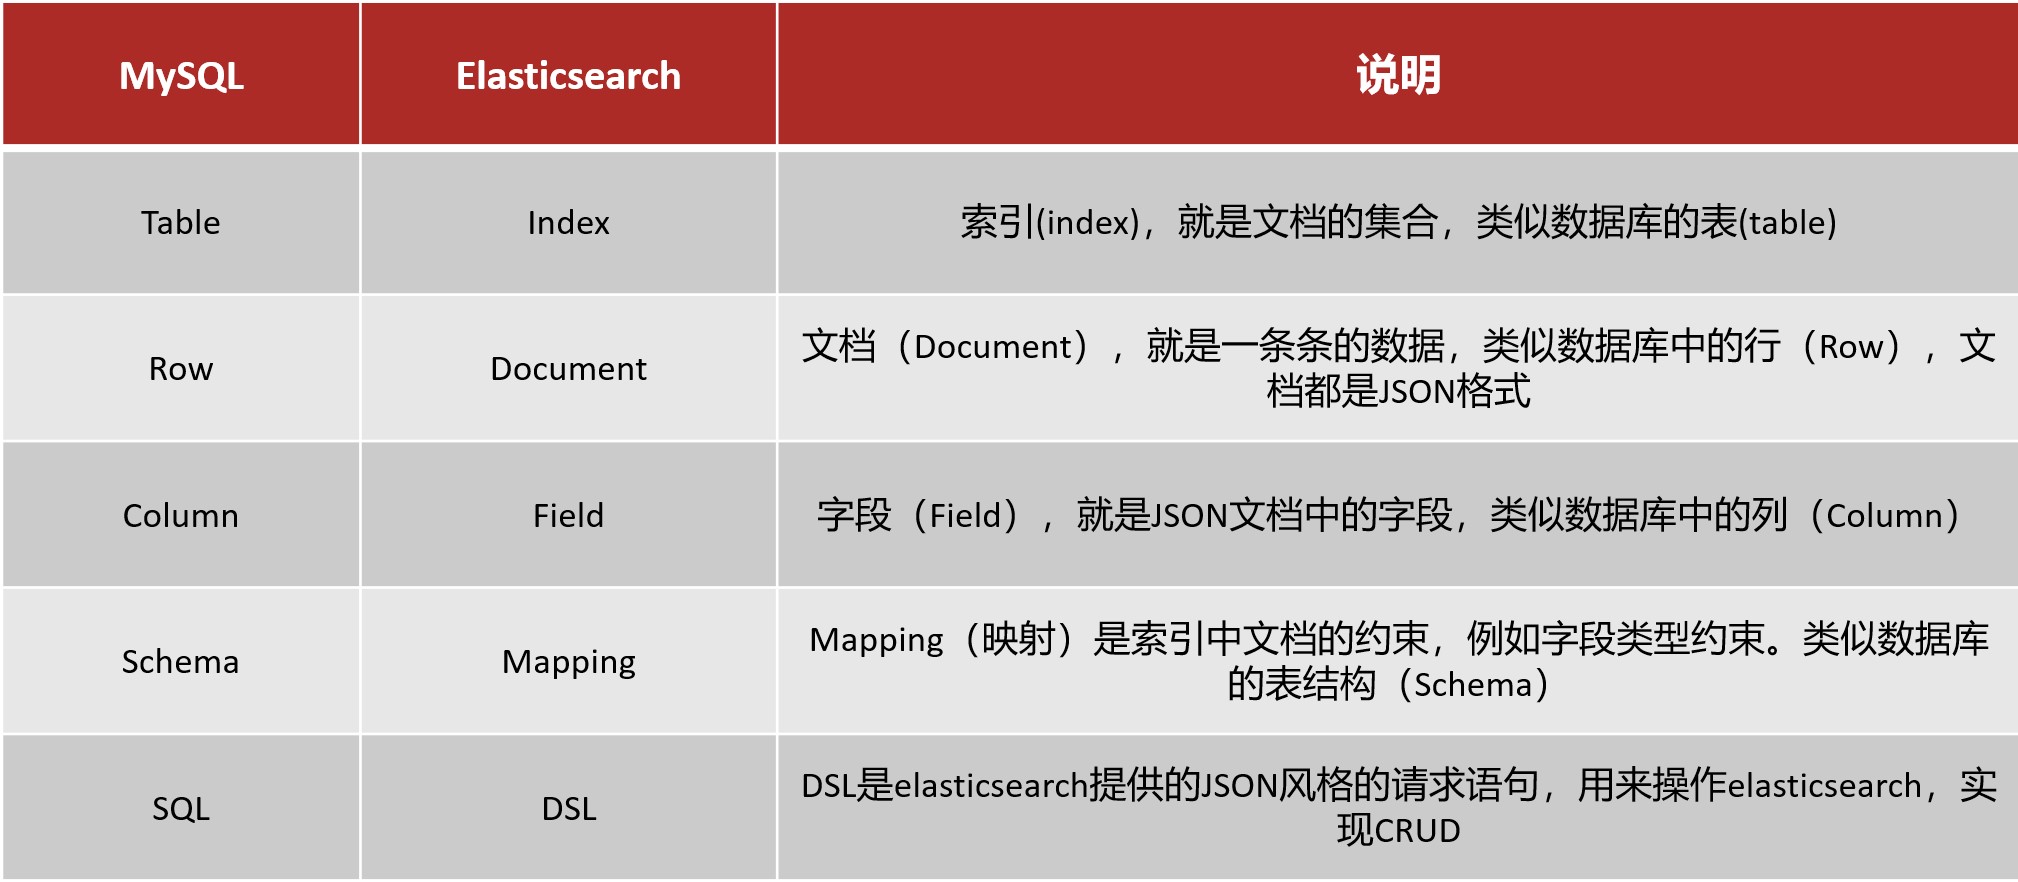 MySQL
Elasticsearch
说明
Table
Index
索引(index)，就是文档的集合，类似数据库的表(table)
Row
Document
文档（Document），就是一条条的数据，类似数据库中的行（Row），文
档都是JSON格式
Column
Field
字段（Field），就是JSON文档中的字段，类似数据库中的列（Column）
Schema
Mapping
Mapping（映射）是索引中文档的约束，例如字段类型约束。类似数据库
的表结构（Schema）
SQL
DSL
DSL是elasticsearch提供的JSON风格的请求语句，用来操作elasticsearch，实
现CRUD